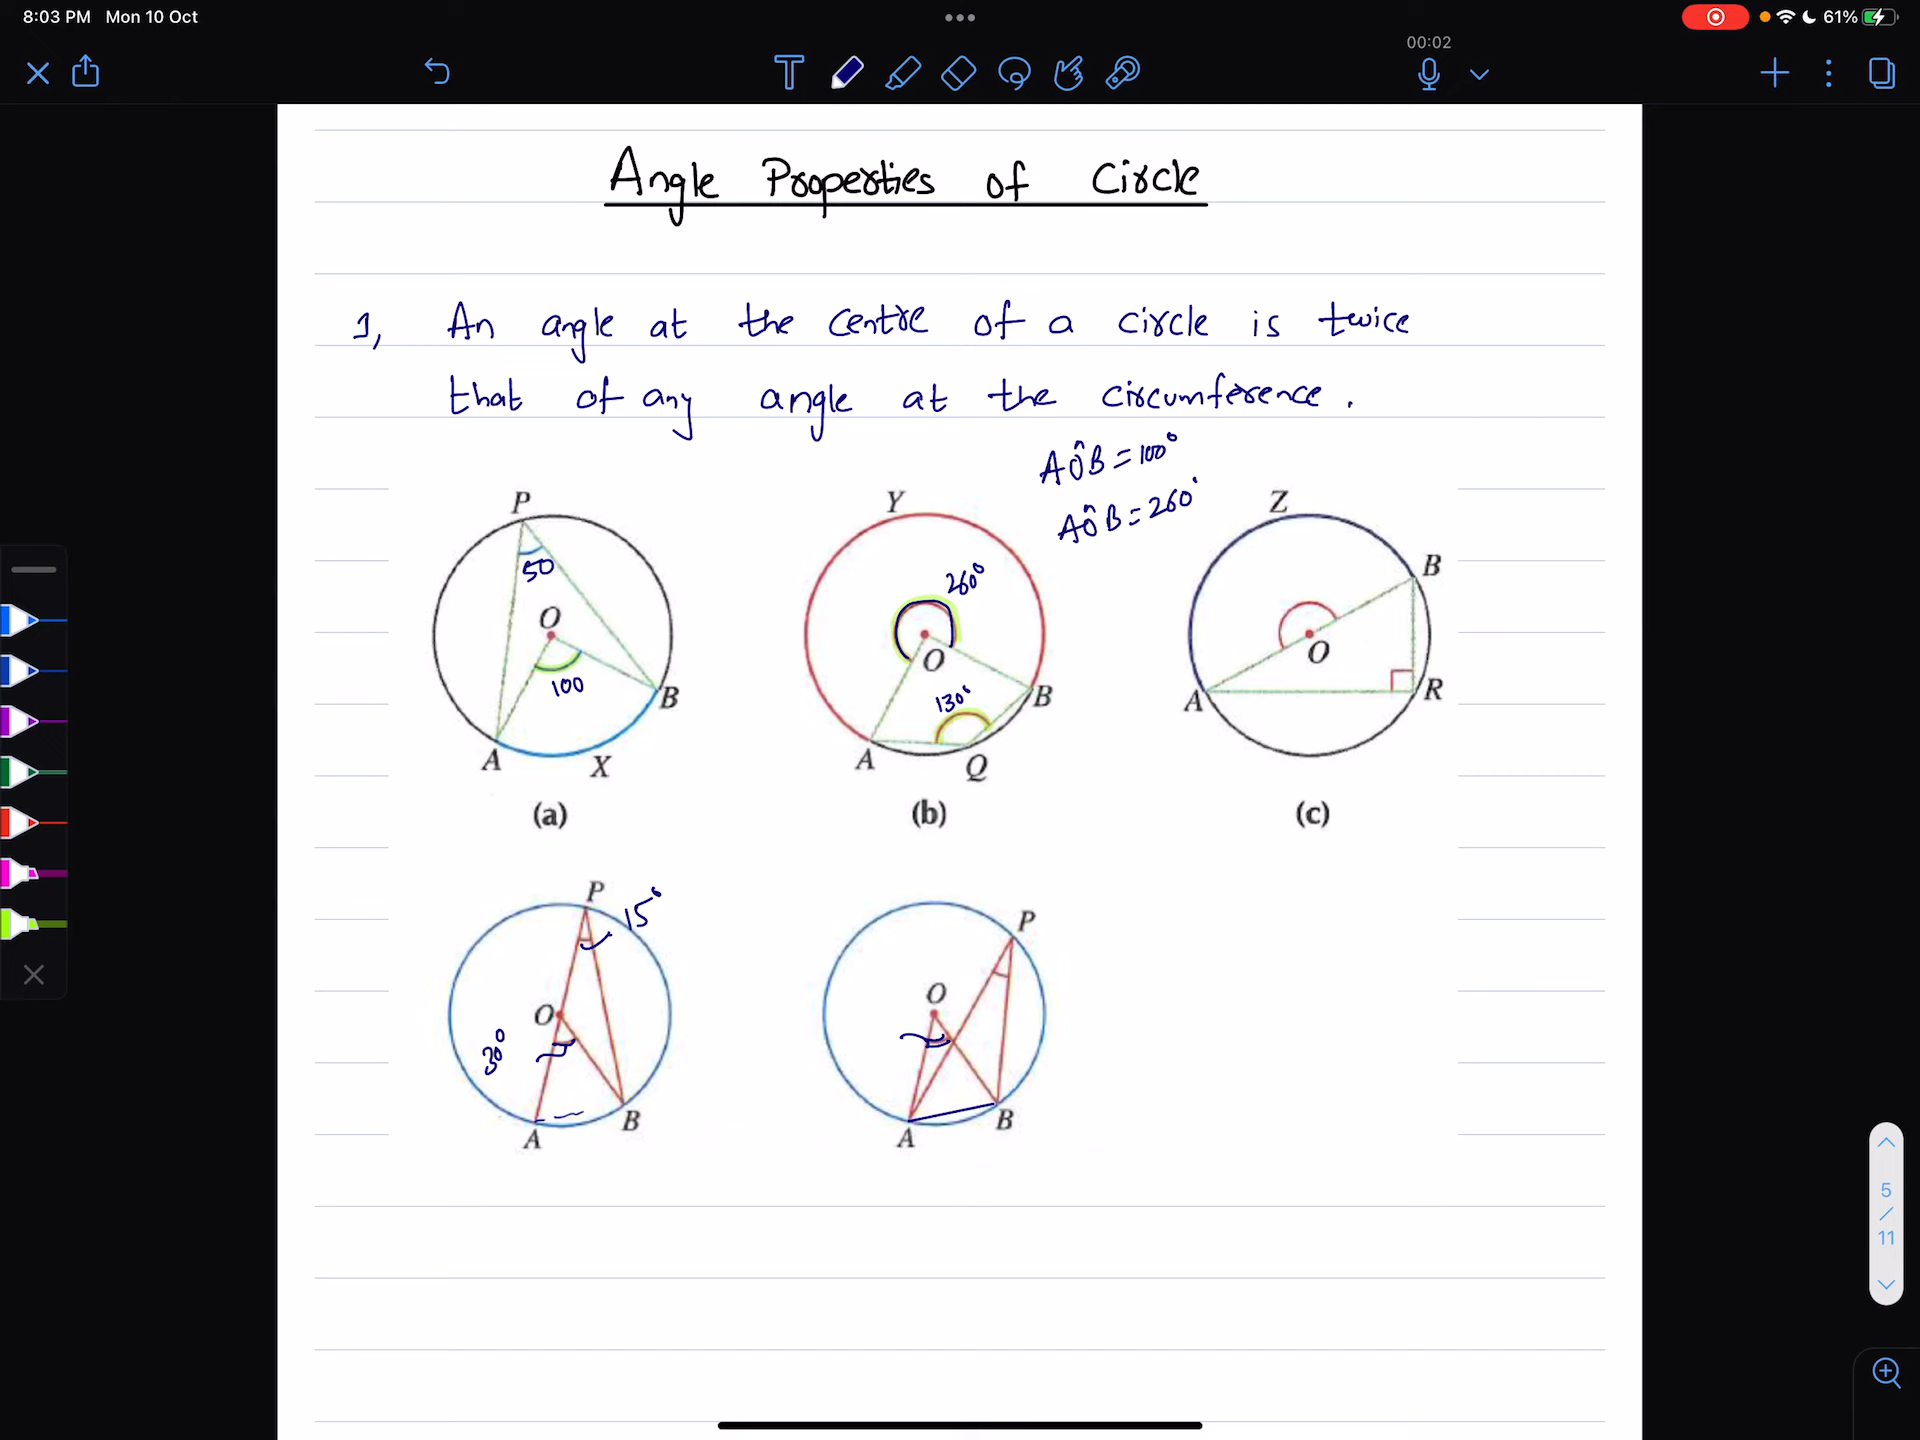 8:03 PM Mon 10 Oct
61%
00:02
T
Angle Properties of Circle
1, An angle at the centre of a circle is twice
that of any angle at the circumference.
AÔB = 100°
AÔB = 260°
P
50
O
100
A
B
X
(a)
Y
260°
O
130°
A
B
Q
(b)
Z
B
O
A
R
(c)
P
15°
O
30°
A
B
P
O
A
B
5
/
11